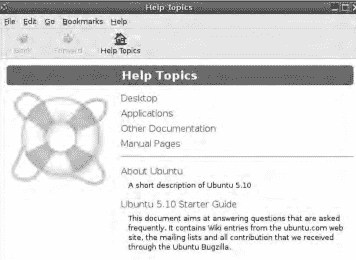 Help Topics
File Edit Go Bookmarks Help
Back Forward Help Topics
Help Topics
Desktop
Applications
Other Documentation
Manual Pages
About Ubuntu
A short description of Ubuntu 5.10
Ubuntu 5.10 Starter Guide
This document aims at answering questions that are asked
frequently. It contains Wiki entries from the ubuntu.com web
site, the mailing lists and all contribution that we received
through the Ubuntu Bugzilla.